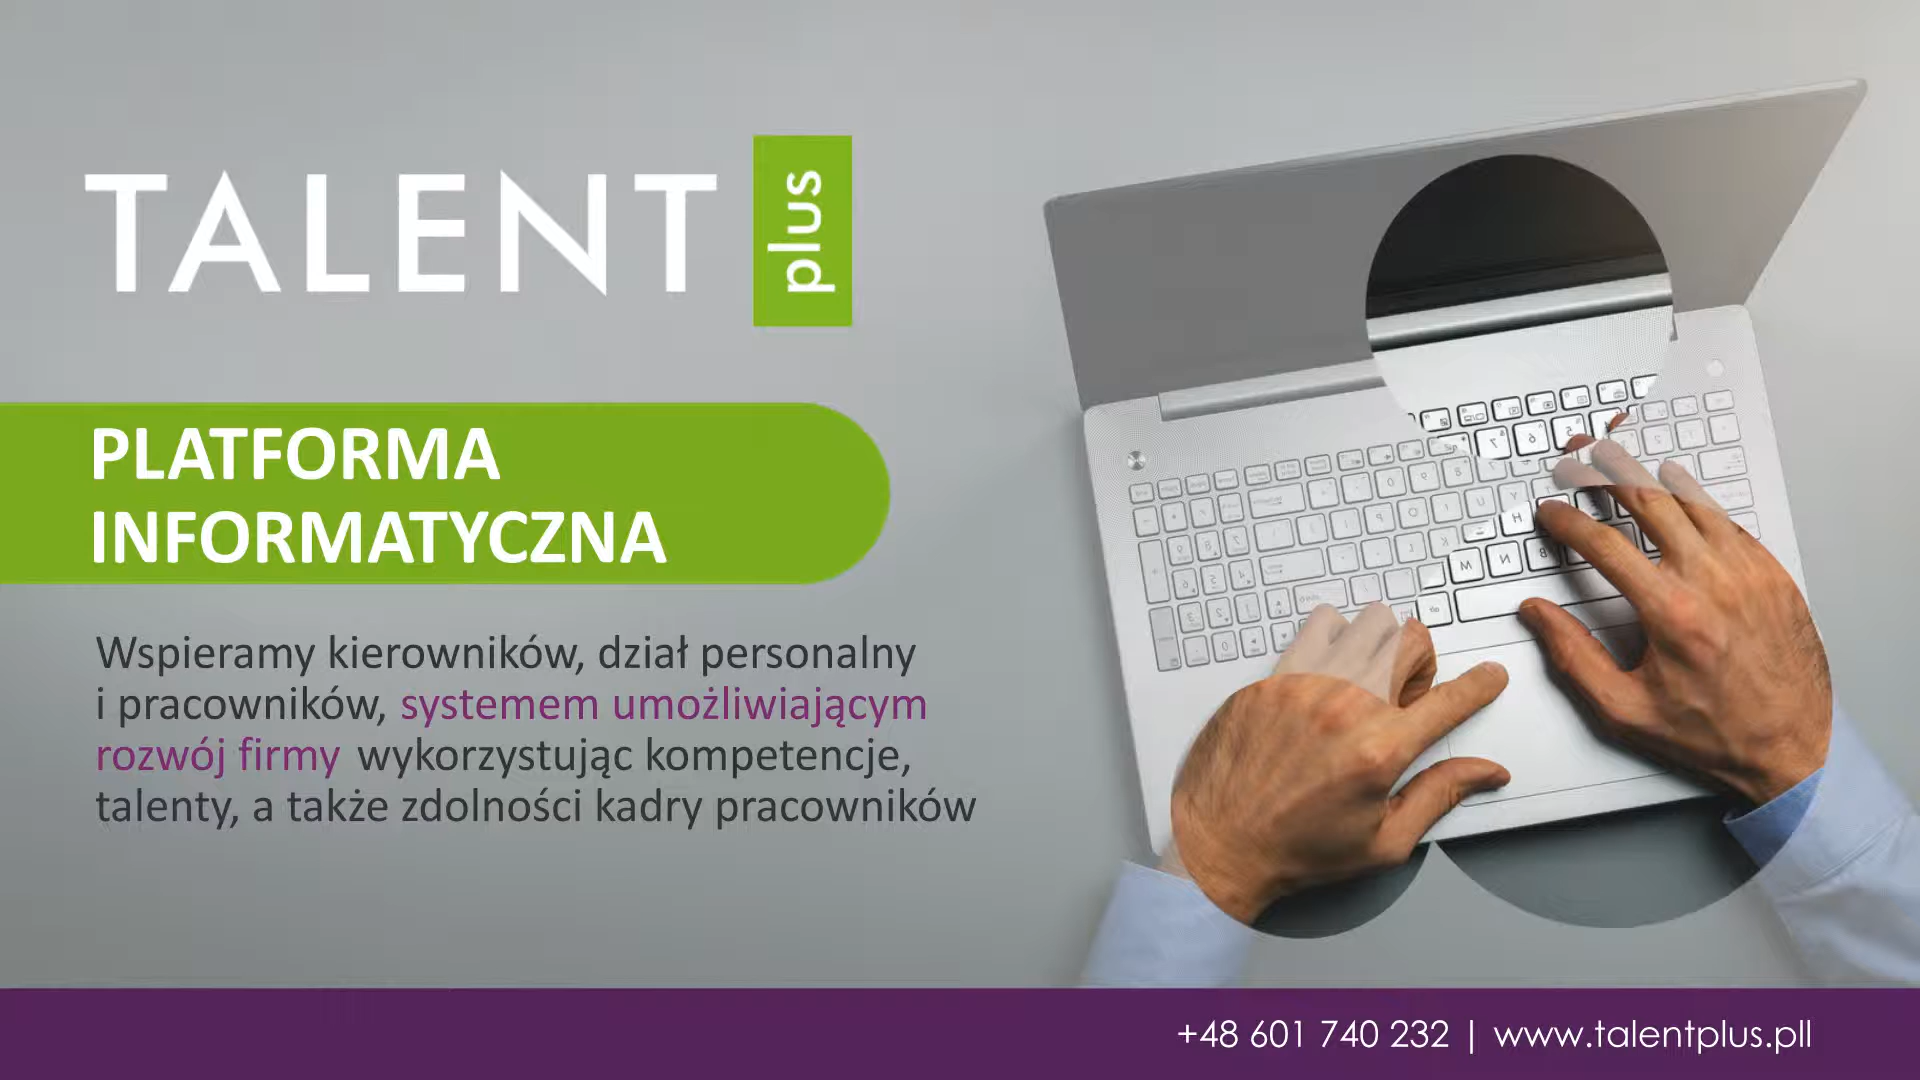 TALENT plus
PLATFORMA
INFORMATYCZNA
Wspieramy kierowników, dział personalny
i pracowników, systemem umożliwiającym
rozwój firmy wykorzystując kompetencje,
talenty, a także zdolności kadry pracowników
+48 601 740 232 | www.talentplus.pll